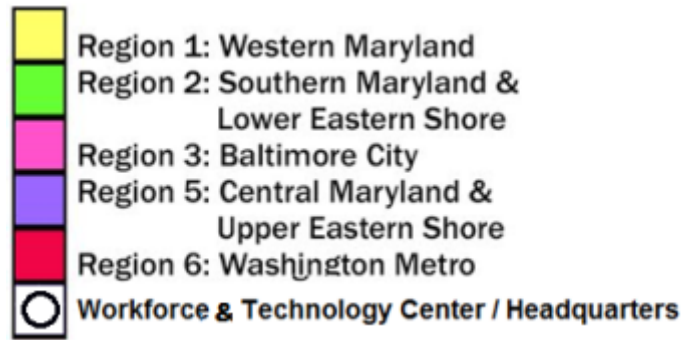 Region 1: Western Maryland
Region 2: Southern Maryland &
Lower Eastern Shore
Region 3: Baltimore City
Region 5: Central Maryland &
Upper Eastern Shore
Region 6: Washington Metro
Workforce & Technology Center / Headquarters